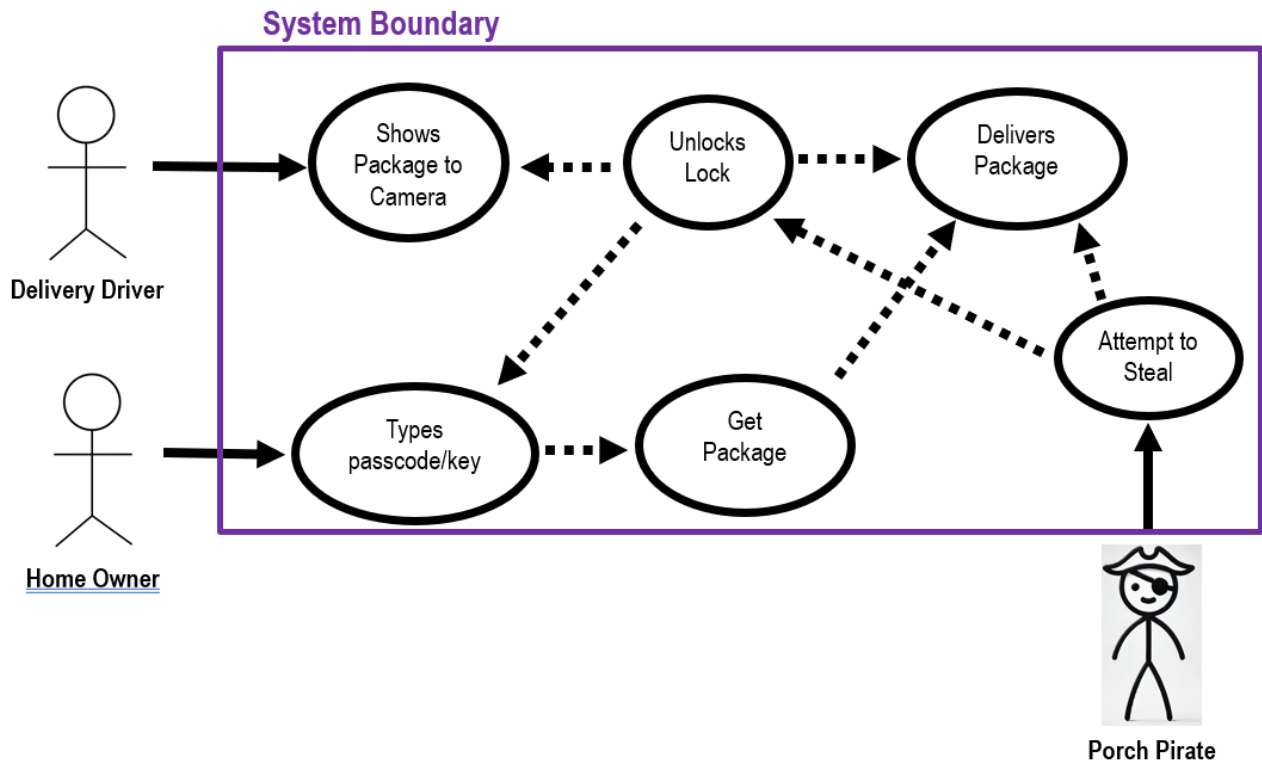 System Boundary
Shows
Package to
Camera
Unlocks
Lock
Delivers
Package
Delivery Driver
Attempt to
Steal
Types
passcode/key
Get
Package
Home Owner
Porch Pirate